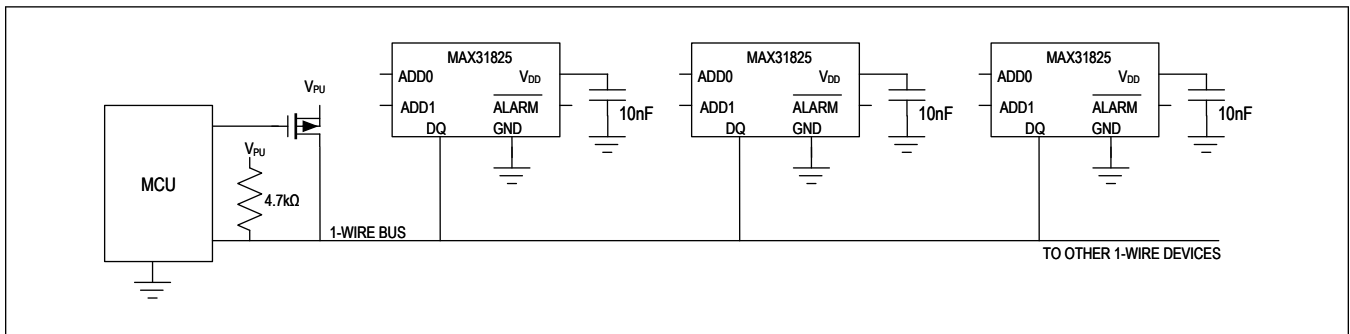 MCU
VPU
VPU
4.7kΩ
1-WIRE BUS
MAX31825
ADD0
VDD
ADD1
ALARM
DQ
GND
10nF
MAX31825
ADD0
VDD
ADD1
ALARM
DQ
GND
10nF
MAX31825
ADD0
VDD
ADD1
ALARM
DQ
GND
10nF
TO OTHER 1-WIRE DEVICES